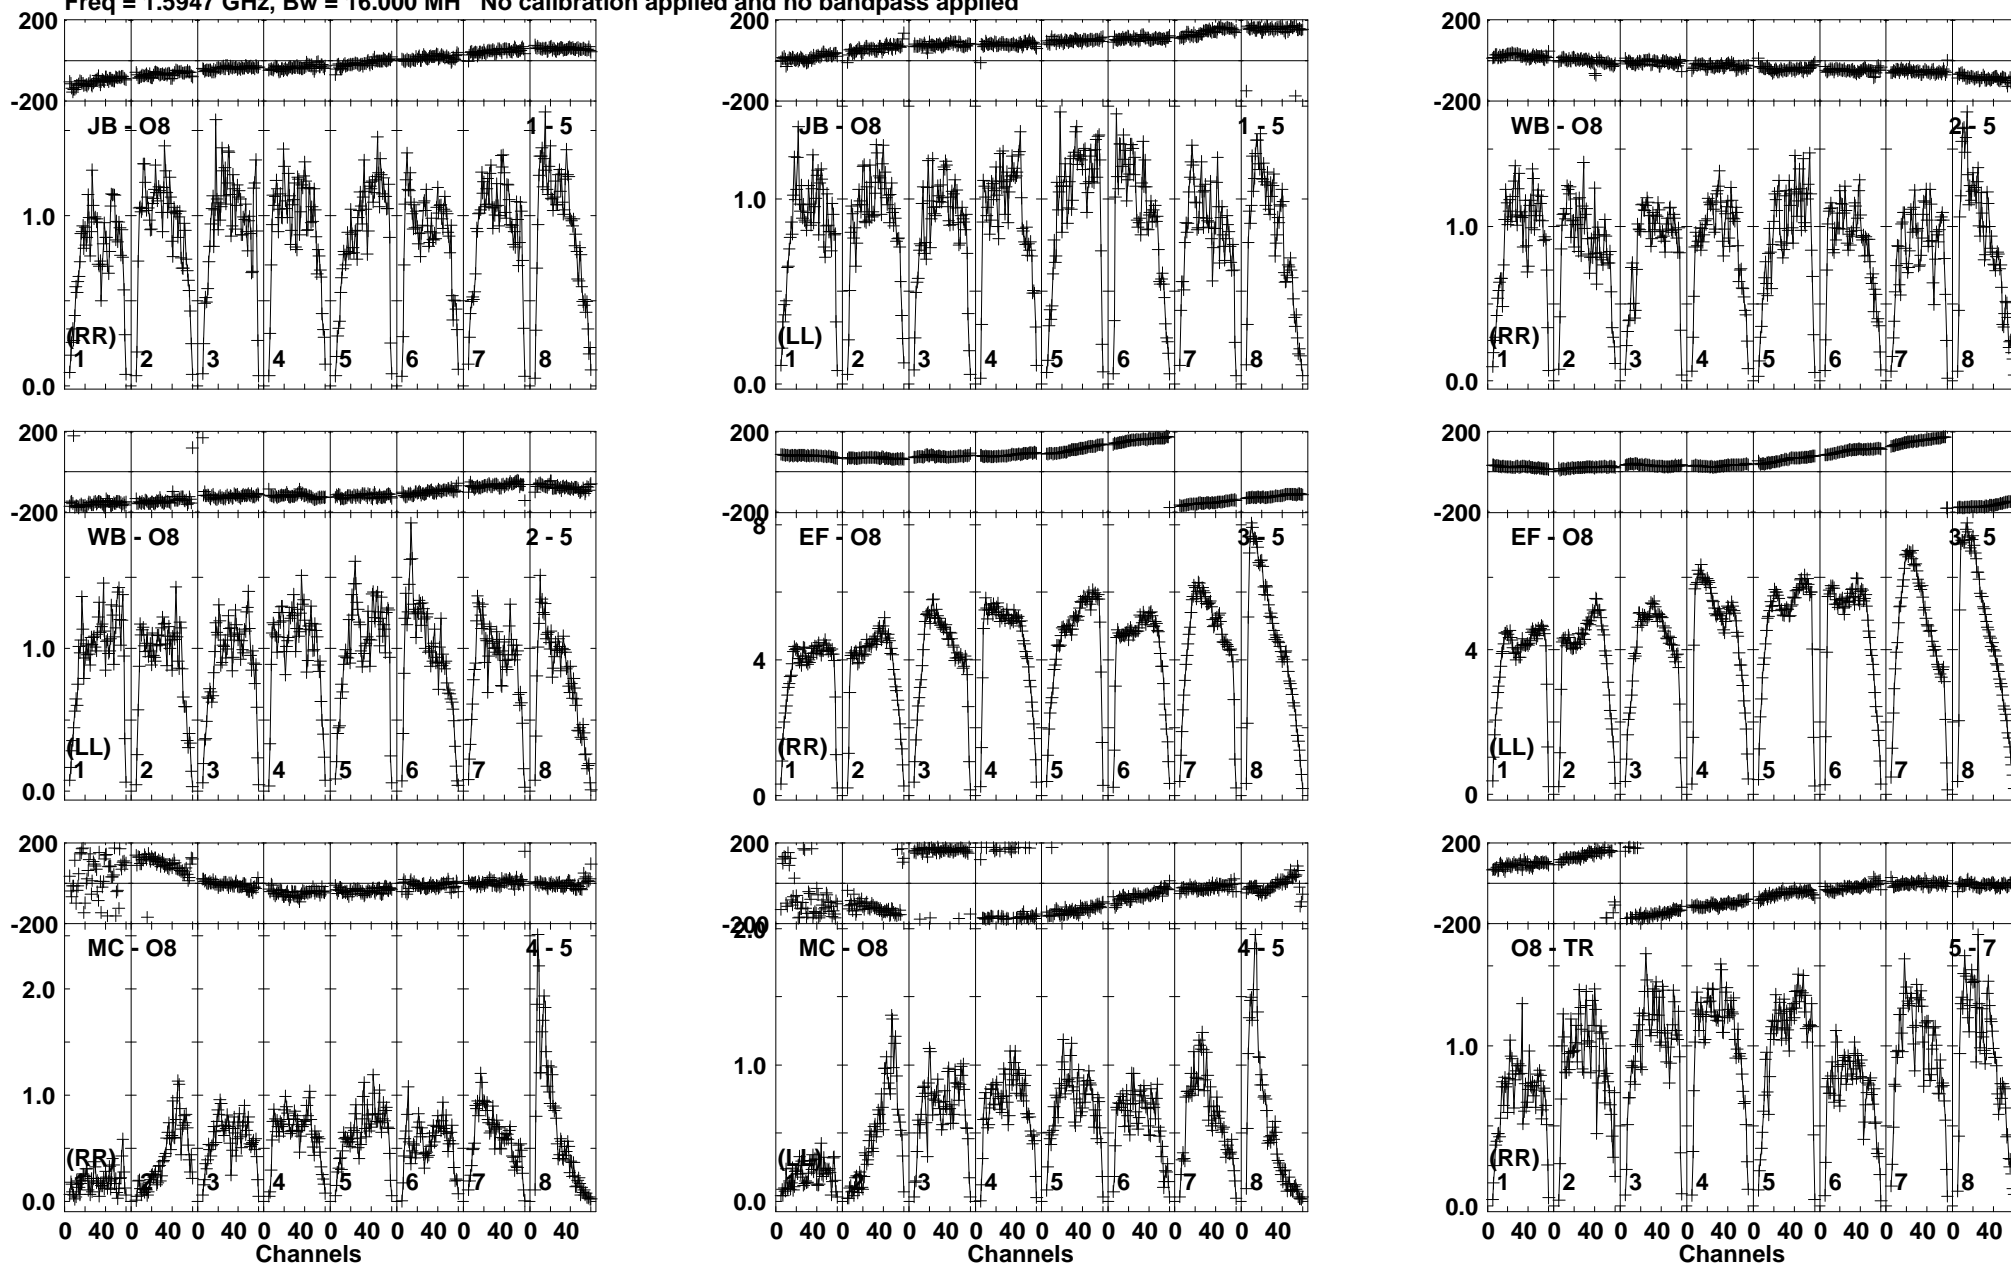 Freq = 1.5947 GHz, Bw = 16.000 MH No calibration applied and no bandpass applied
200 200 200
-200 -200 -200
JB - O8 1 - 5 JB - O8 1 - 5 WB - O8 2 - 5
1.0 1.0 1.0
(RR) (LL) (RR)
1 2 3 4 5 6 7 8 1 2 3 4 5 6 7 8 1 2 3 4 5 6 7 8
0.0 0.0 0.0
200 200 200
-200 -200 -200
8
WB - O8 2 - 5 EF - O8 3 - 5 EF - O8 3 - 5
1.0 4 4
(LL) (RR) (LL)
1 2 3 4 5 6 7 8 1 2 3 4 5 6 7 8 1 2 3 4 5 6 7 8
0.0 0 0
200 200 200
-200 -200 -200
2.0
MC - O8 4 - 5 MC - O8 4 - 5 O8 - TR 5 - 7
2.0
1.0 1.0 1.0
(RR) (LL) (RR)
1 2 3 4 5 6 7 8 1 2 3 4 5 6 7 8 1 2 3 4 5 6 7 8
0.0 0.0 0.0
0 40 0 40 0 40 0 40 0 40 0 40 0 40 0 40 0 40 0 40 0 40 0 40 0 40 0 40 0 40 0 40 0 40 0 40 0 40 0 40 0 40 0 40 0 40 0 40
Channels Channels Channels